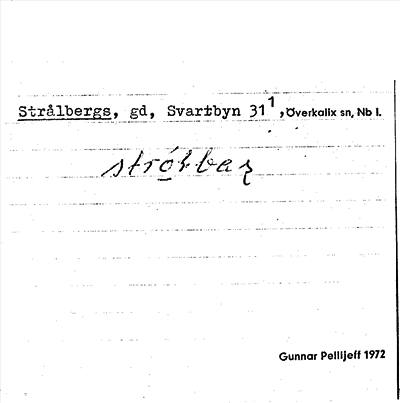 Strålbergs, gd, Svartbyn 31¹, Överkalix sn, Nb l.
Gunnar Pellijeff 1972